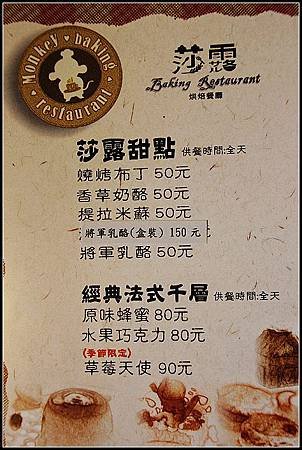 Monkey baking
restaurant
莎露
Baking Restaurant
烘焙餐廳
莎露甜點 供餐時間:全天
燒烤布丁 50元
香草奶酪 50元
提拉米蘇 50元
將軍乳酪(盒裝) 150 元
將軍乳酪 50元
經典法式千層 供餐時間:全天
原味蜂蜜 80元
水果巧克力 80元
(季節限定)
草莓天使 90元